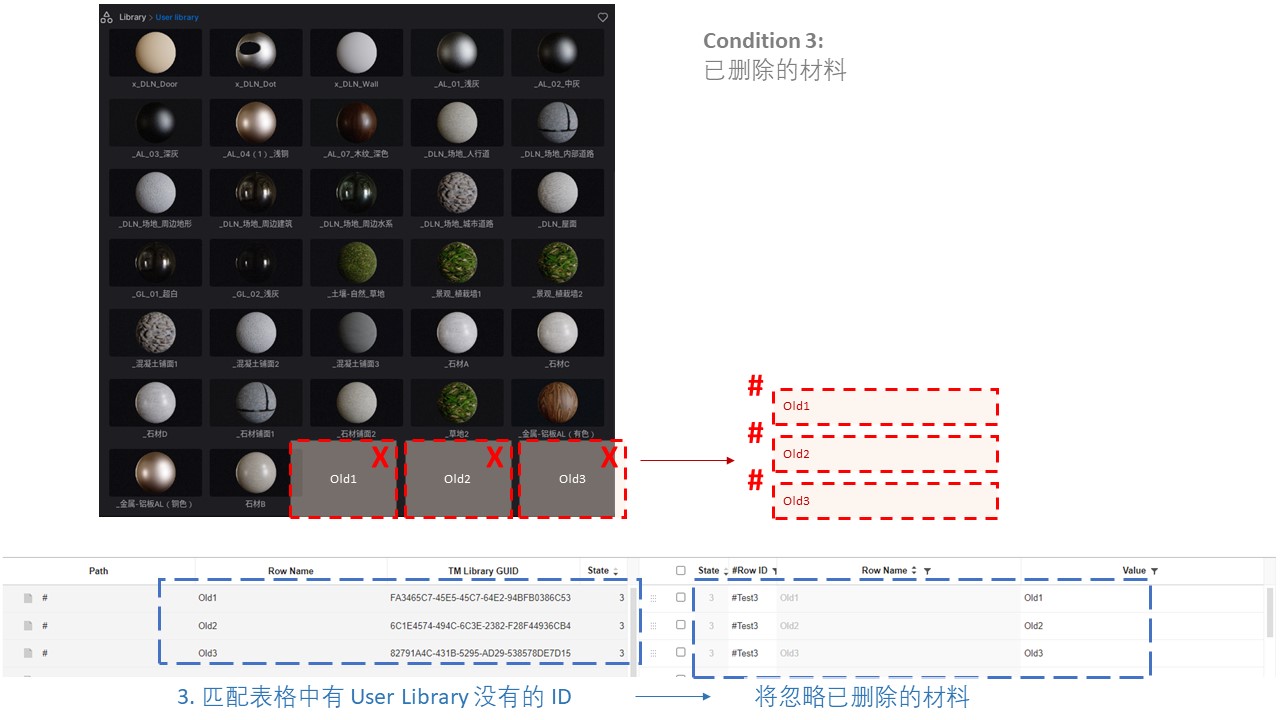 Library > User library
x_DLN_Door x_DLN_Dot x_DLN_Wall _AL_01_浅灰 _AL_02_中灰
_AL_03_深灰 _AL_04（1）_浅铜 _AL_07_木纹_深色 _DLN_场地_人行道 _DLN_场地_内部道路
_DLN_场地_周边地形 _DLN_场地_周边建筑 _DLN_场地_周边水系 _DLN_场地_城市道路 _DLN_屋面
_GL_01_超白 _GL_02_浅灰 _土壤-自然_草地 _景观_植栽墙1 _景观_植栽墙2
_混凝土铺面1 _混凝土铺面2 _混凝土铺面3 _石材A _石材C
_石材D _石材铺面1 _石材铺面2 _草地2 _金属-铝板AL（有色）
_金属-铝板AL（铜色） 石材B
Old1 X Old2 X Old3 X
Condition 3:
已删除的材料
# Old1
# Old2
# Old3
Path Row Name TM Library GUID State
# Old1 FA3465C7-45E5-45C7-64E2-94BFB0386C53 3
# Old2 6C1E4574-494C-6C3E-2382-F28F44936CB4 3
# Old3 82791A4C-431B-5295-AD29-538578DE7D15 3
State #Row ID Row Name Value
3 #Test3 Old1 Old1
3 #Test3 Old2 Old2
3 #Test3 Old3 Old3
3. 匹配表格中有 User Library 没有的 ID
将忽略已删除的材料